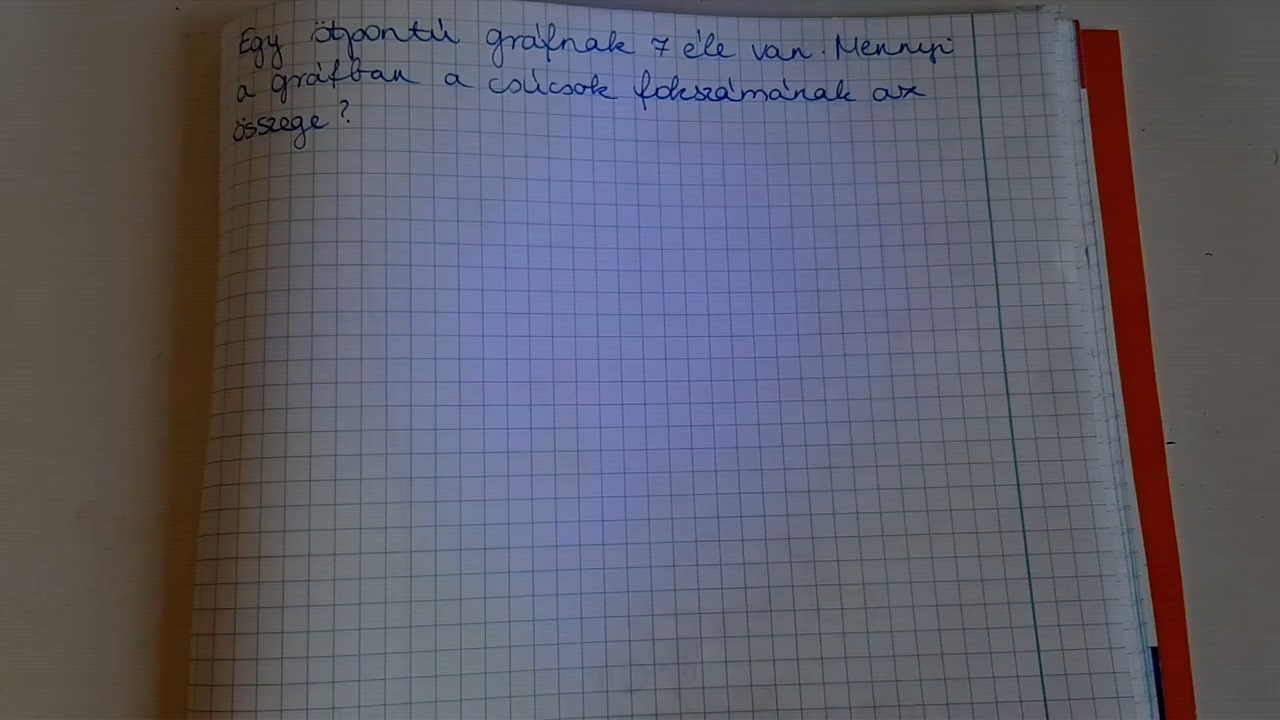 Egy ötpontú gráfnak 7 éle van. Mennyi
a gráfban a csúcsok fokszámának az
összege?